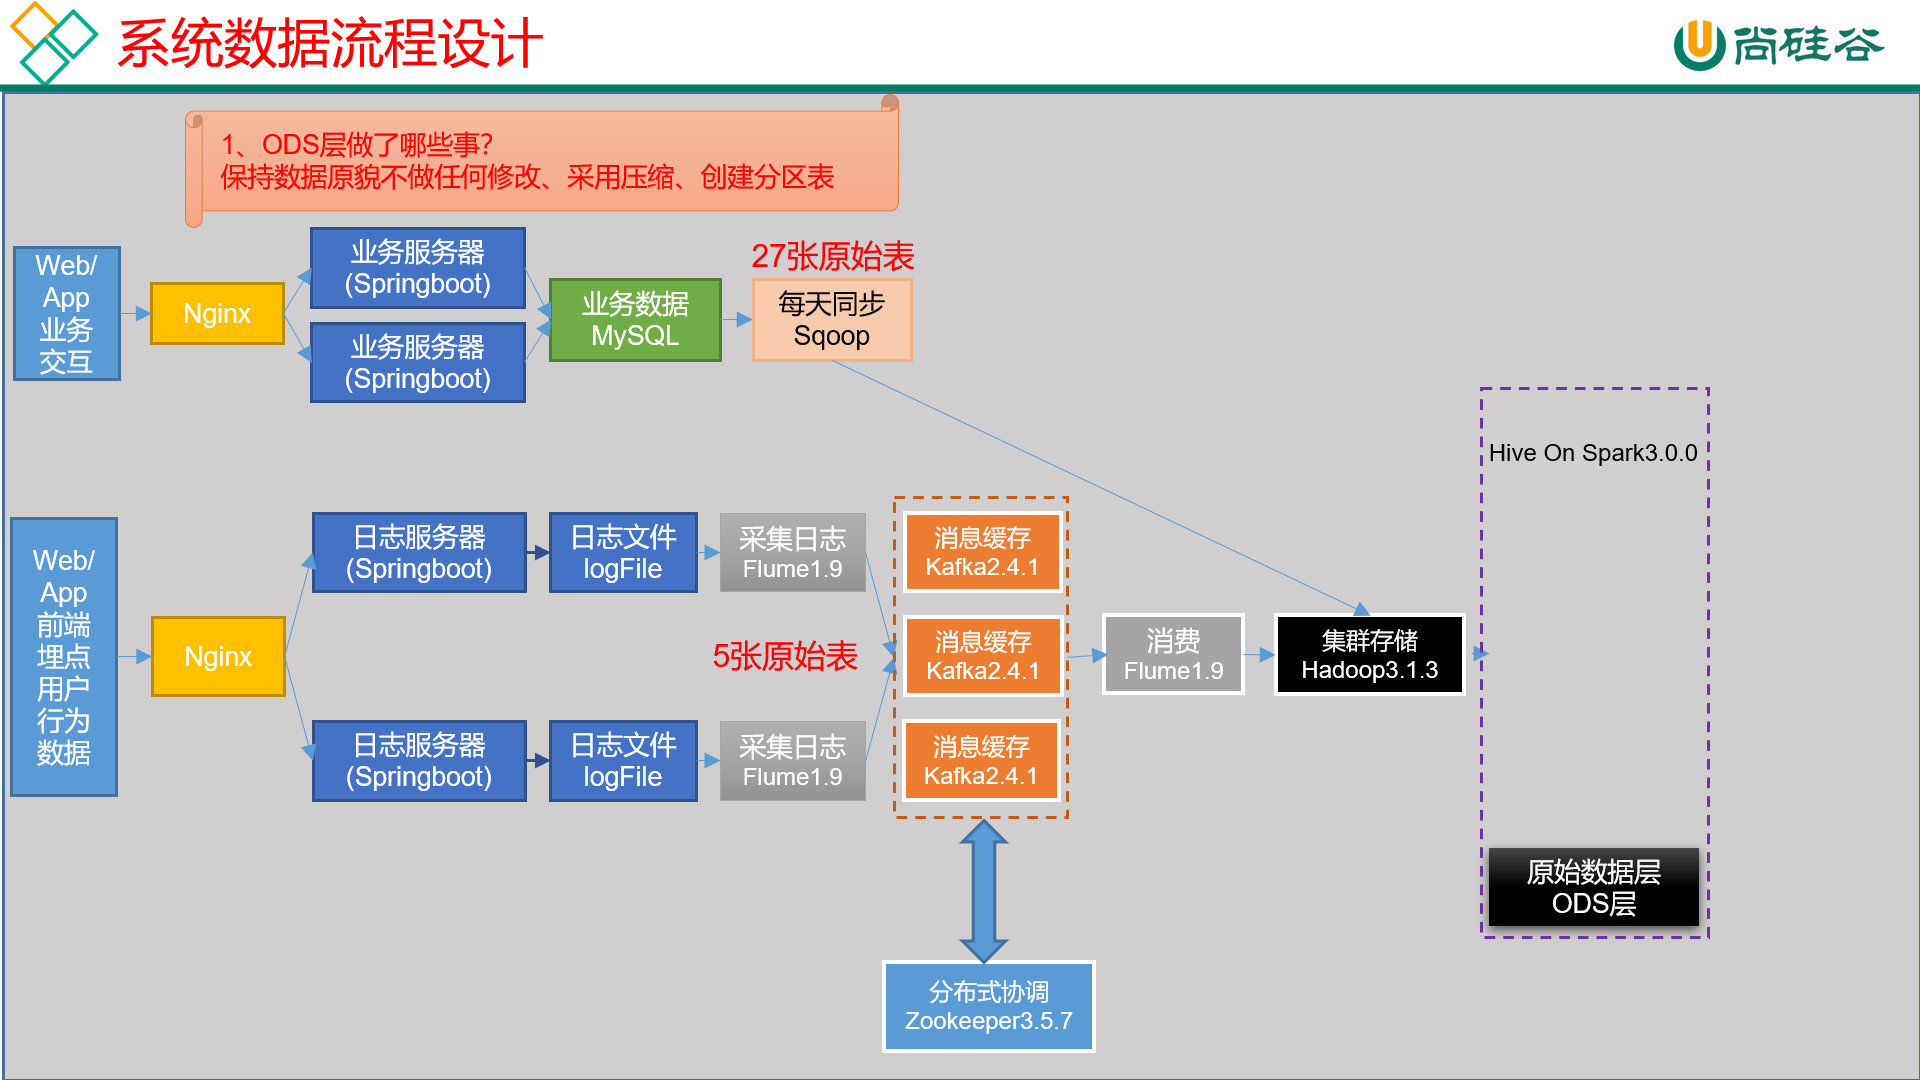 系统数据流程设计
尚硅谷
1、ODS层做了哪些事?
保持数据原貌不做任何修改、采用压缩、创建分区表
Web/
App
业务
交互
Nginx
业务服务器
(Springboot)
业务服务器
(Springboot)
业务数据
MySQL
27张原始表
每天同步
Sqoop
Hive On Spark3.0.0
Web/
App
前端
埋点
用户
行为
数据
Nginx
日志服务器
(Springboot)
日志文件
logFile
采集日志
Flume1.9
消息缓存
Kafka2.4.1
5张原始表
消息缓存
Kafka2.4.1
消费
Flume1.9
集群存储
Hadoop3.1.3
日志服务器
(Springboot)
日志文件
logFile
采集日志
Flume1.9
消息缓存
Kafka2.4.1
原始数据层
ODS层
分布式协调
Zookeeper3.5.7